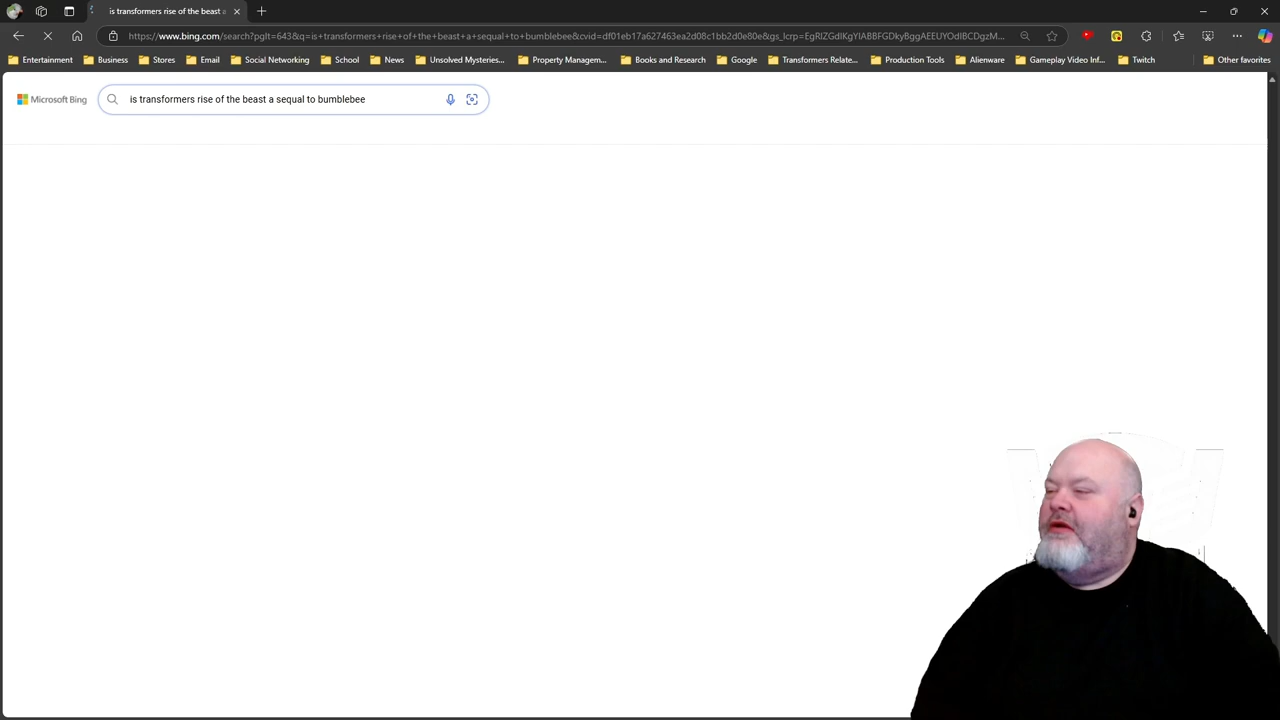 is transformers rise of the beast a
https://www.bing.com/search?pglt=643&q=is+transformers+rise+of+the+beast+a+sequal+to+bumblebee&cvid=df01eb17a627463ea2d08c1bb2d0e80e&gs_lcrp=EgRlZGdlKgYIABBFGDkyBggAEEUYOdIBCDgzM...
Entertainment Business Stores Email Social Networking School News Unsolved Mysteries... Property Managem... Books and Research Google Transformers Relate... Production Tools Alienware Gameplay Video Inf... Twitch Other favorites
Microsoft Bing is transformers rise of the beast a sequal to bumblebee